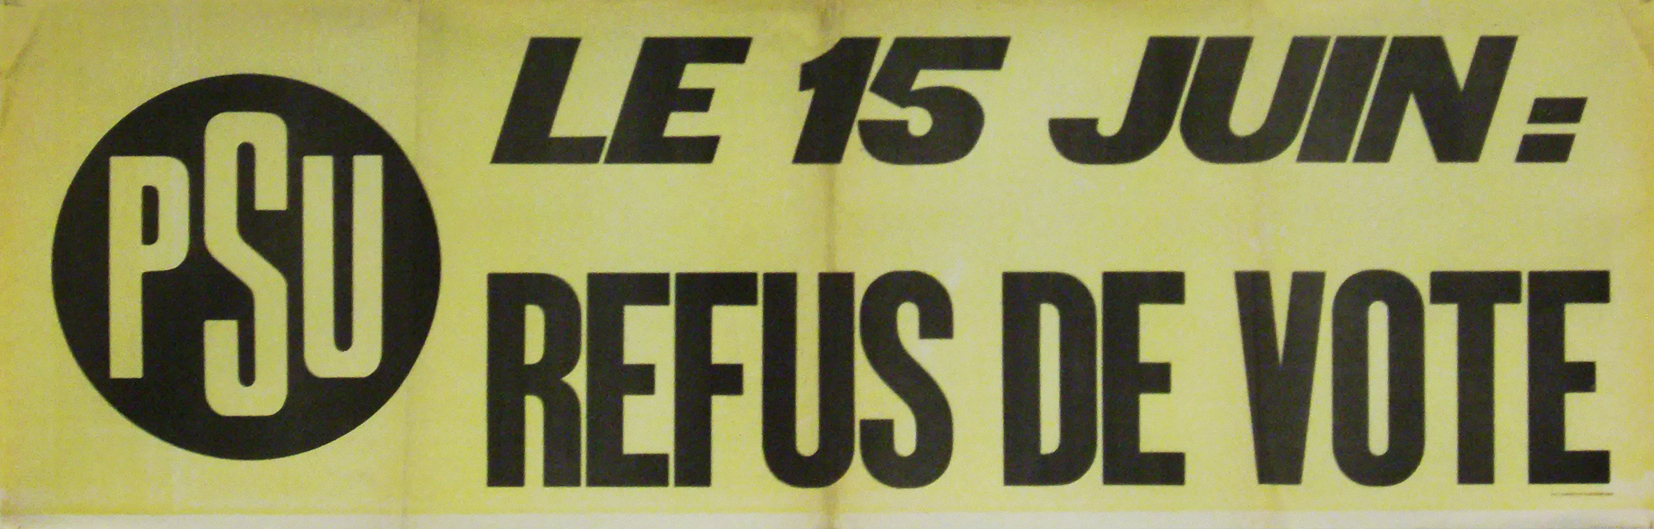 PSU
LE 15 JUIN :
REFUS DE VOTE